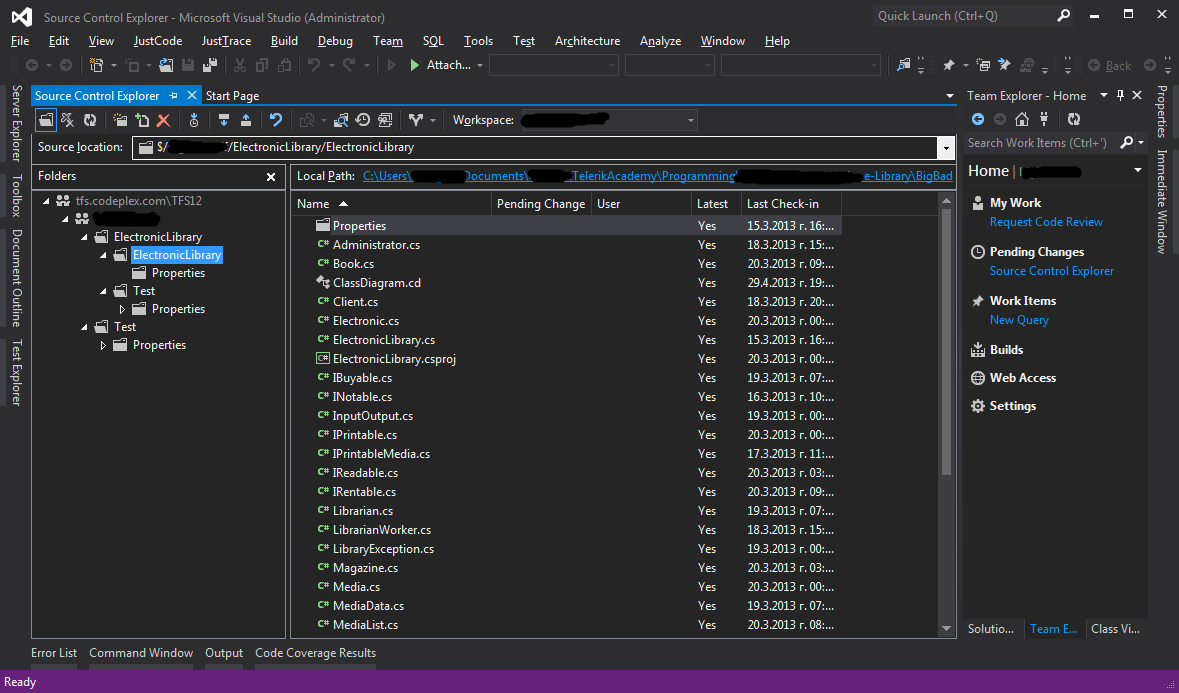 Source Control Explorer - Microsoft Visual Studio (Administrator)
Quick Launch (Ctrl+Q)
File Edit View JustCode JustTrace Build Debug Team SQL Tools Test Architecture Analyze Window Help
Attach...
Back
Server Explorer
Toolbox
Document Outline
Test Explorer
Source Control Explorer
Start Page
Workspace:
Source location: $/ /ElectronicLibrary/ElectronicLibrary
Folders
tfs.codeplex.com\TFS12
ElectronicLibrary
ElectronicLibrary
Properties
Test
Properties
Test
Properties
Local Path: C:\Users\ Documents\ TelerikAcademy\Programming\ e-Library\BigBad
Name Pending Change User Latest Last Check-in
Properties Yes 15.3.2013 г. 16:...
Administrator.cs Yes 18.3.2013 г. 15:...
Book.cs Yes 20.3.2013 г. 09:...
ClassDiagram.cd Yes 29.4.2013 г. 19:...
Client.cs Yes 18.3.2013 г. 20:...
Electronic.cs Yes 20.3.2013 г. 00:...
ElectronicLibrary.cs Yes 15.3.2013 г. 16:...
ElectronicLibrary.csproj Yes 20.3.2013 г. 00:...
IBuyable.cs Yes 19.3.2013 г. 07:...
INotable.cs Yes 16.3.2013 г. 10:...
InputOutput.cs Yes 19.3.2013 г. 00:...
IPrintable.cs Yes 20.3.2013 г. 00:...
IPrintableMedia.cs Yes 17.3.2013 г. 11:...
IReadable.cs Yes 20.3.2013 г. 03:...
IRentable.cs Yes 20.3.2013 г. 09:...
Librarian.cs Yes 19.3.2013 г. 07:...
LibrarianWorker.cs Yes 18.3.2013 г. 15:...
LibraryException.cs Yes 19.3.2013 г. 00:...
Magazine.cs Yes 20.3.2013 г. 03:...
Media.cs Yes 20.3.2013 г. 00:...
MediaData.cs Yes 19.3.2013 г. 07:...
MediaList.cs Yes 20.3.2013 г. 08:...
Team Explorer - Home
Search Work Items (Ctrl+')
Home |
My Work
Request Code Review
Pending Changes
Source Control Explorer
Work Items
New Query
Builds
Web Access
Settings
Solutio... Team E... Class Vi...
Properties
Immediate Window
Error List Command Window Output Code Coverage Results
Ready